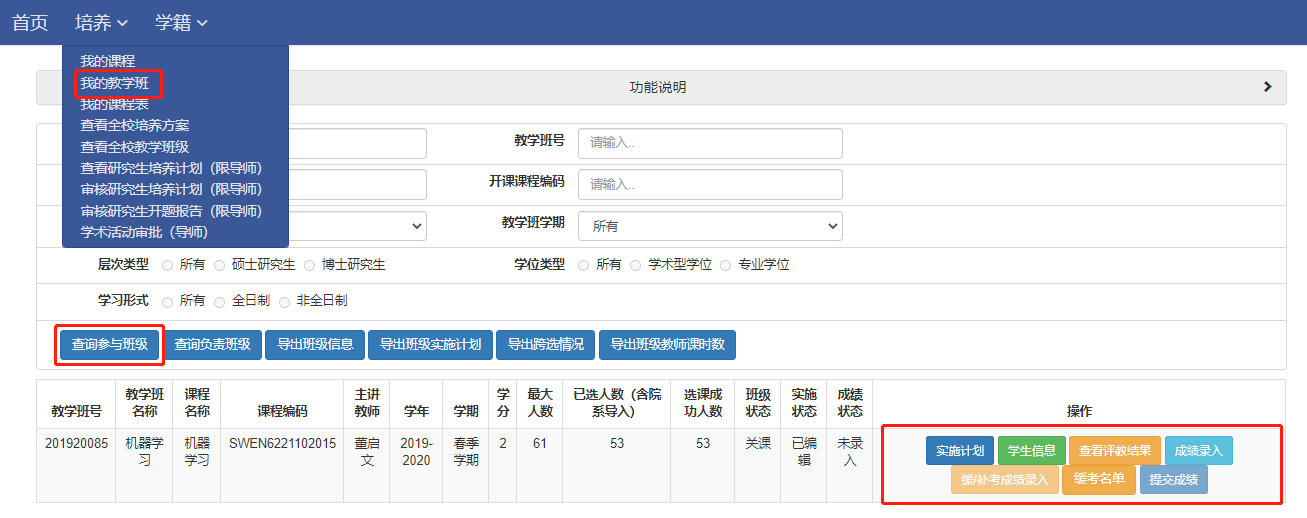 首页 培养 学籍
我的课程
我的教学班
我的课程表
查看全校培养方案
查看全校教学班级
查看研究生培养计划（限导师）
审核研究生培养计划（限导师）
审核研究生开题报告（限导师）
学术活动审批（导师）
功能说明
教学班号 请输入..
开课课程编码 请输入..
教学班学期 所有
层次类型 所有 硕士研究生 博士研究生 学位类型 所有 学术型学位 专业学位
学习形式 所有 全日制 非全日制
查询参与班级 查询负责班级 导出班级信息 导出班级实施计划 导出跨选情况 导出班级教师课时数
教学班号 教学班名称 课程名称 课程编码 主讲教师 学年 学期 学分 最大人数 已选人数（含院系导入） 选课成功人数 班级状态 实施状态 成绩状态 操作
201920085 机器学习 机器学习 SWEN6221102015 董启文 2019-2020 春季学期 2 61 53 53 关课 已编辑 未录入 实施计划 学生信息 查看评教结果 成绩录入
缓/补考成绩录入 缓考名单 提交成绩